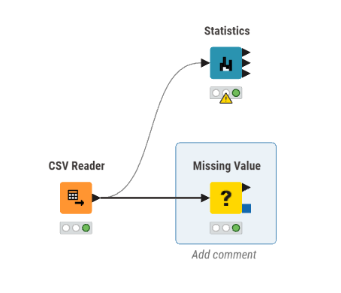 Statistics
CSV Reader
Missing Value
?
Add comment